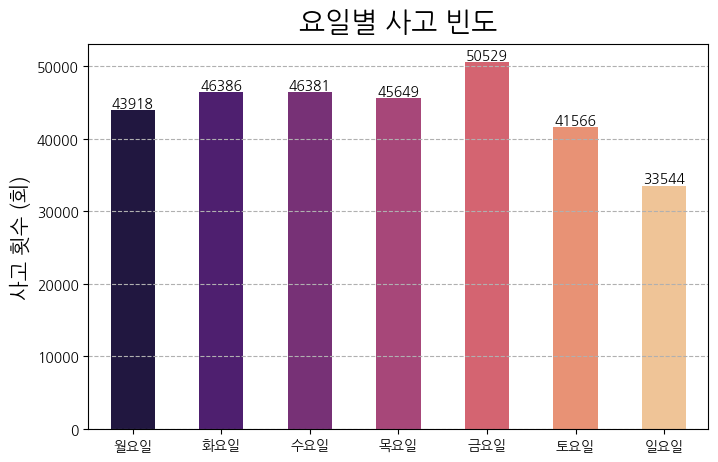 요일별 사고 빈도
사고 횟수 (회)
50000
40000
30000
20000
10000
0
43918
46386
46381
45649
50529
41566
33544
월요일
화요일
수요일
목요일
금요일
토요일
일요일